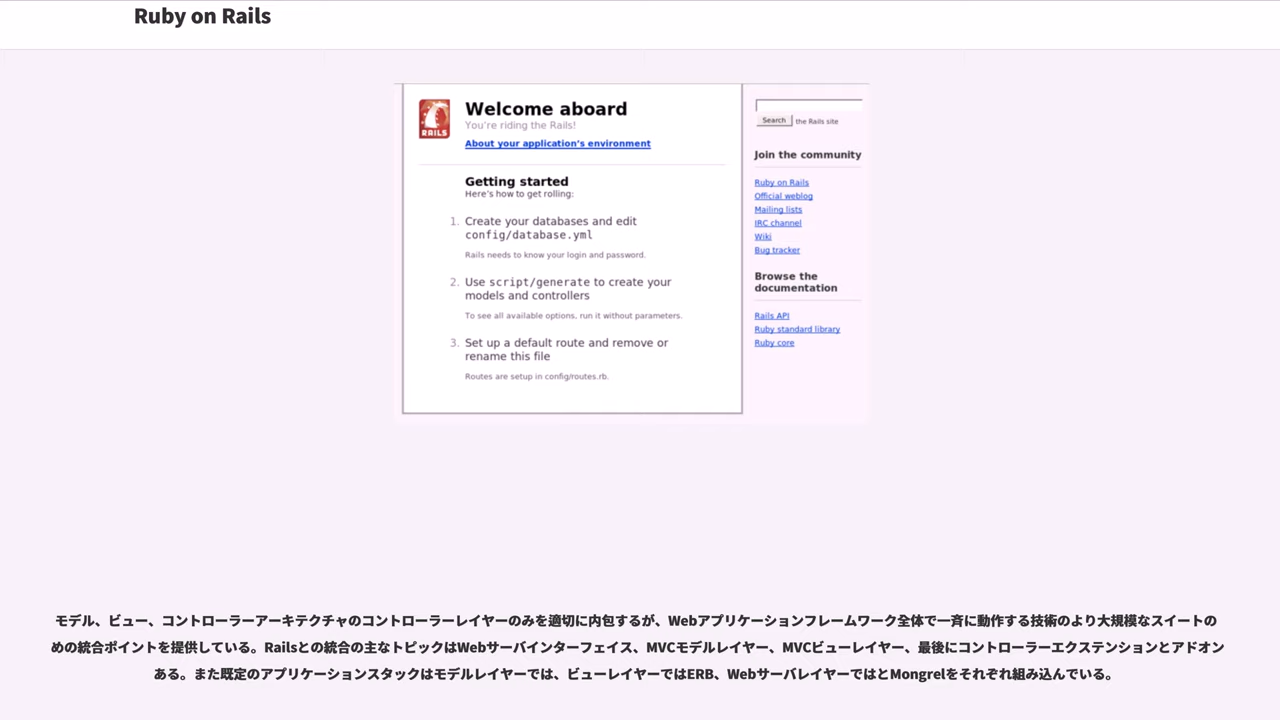 Ruby on Rails
RAILS
Welcome aboard
You're riding the Rails!
About your application's environment
Getting started
Here's how to get rolling:
1. Create your databases and edit
config/database.yml
Rails needs to know your login and password.
2. Use script/generate to create your
models and controllers
To see all available options, run it without parameters.
3. Set up a default route and remove or
rename this file
Routes are setup in config/routes.rb.
Search the Rails site
Join the community
Ruby on Rails
Official weblog
Mailing lists
IRC channel
Wiki
Bug tracker
Browse the
documentation
Rails API
Ruby standard library
Ruby core
モデル、ビュー、コントローラーアーキテクチャのコントローラーレイヤーのみを適切に内包するが、Webアプリケーションフレームワーク全体で一斉に動作する技術のより大規模なスイートの
めの統合ポイントを提供している。Railsとの統合の主なトピックはWebサーバインターフェイス、MVCモデルレイヤー、MVCビューレイヤー、最後にコントローラーエクステンションとアドオン
ある。また既定のアプリケーションスタックはモデルレイヤーでは、ビューレイヤーではERB、WebサーバレイヤーではとMongrelをそれぞれ組み込んでいる。